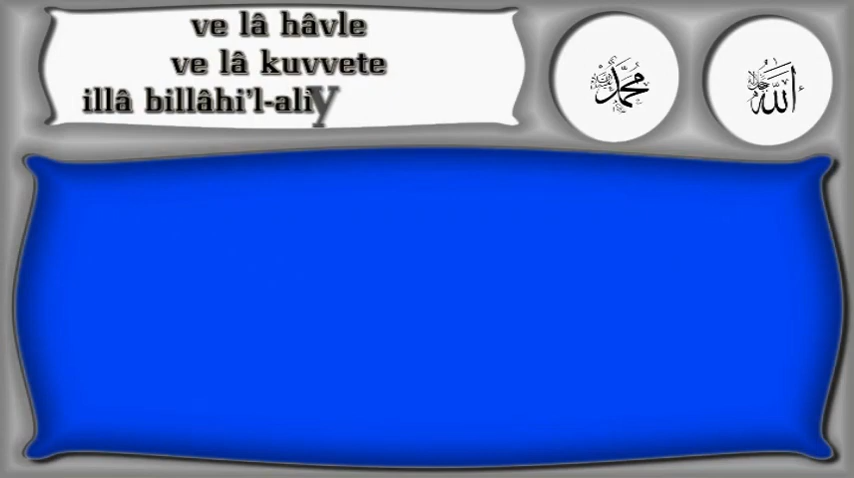 ve lâ hâvle
ve lâ kuvvete
illâ billâhi'l-aliy
محمد
الله